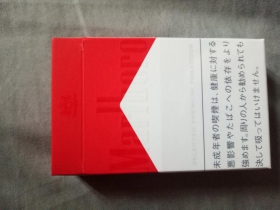 Marlboro
未成年者の喫煙は、健康に対する
悪影響やたばこへの依存をより
強めます。周りの人から勧められても
決して吸ってはいけません。